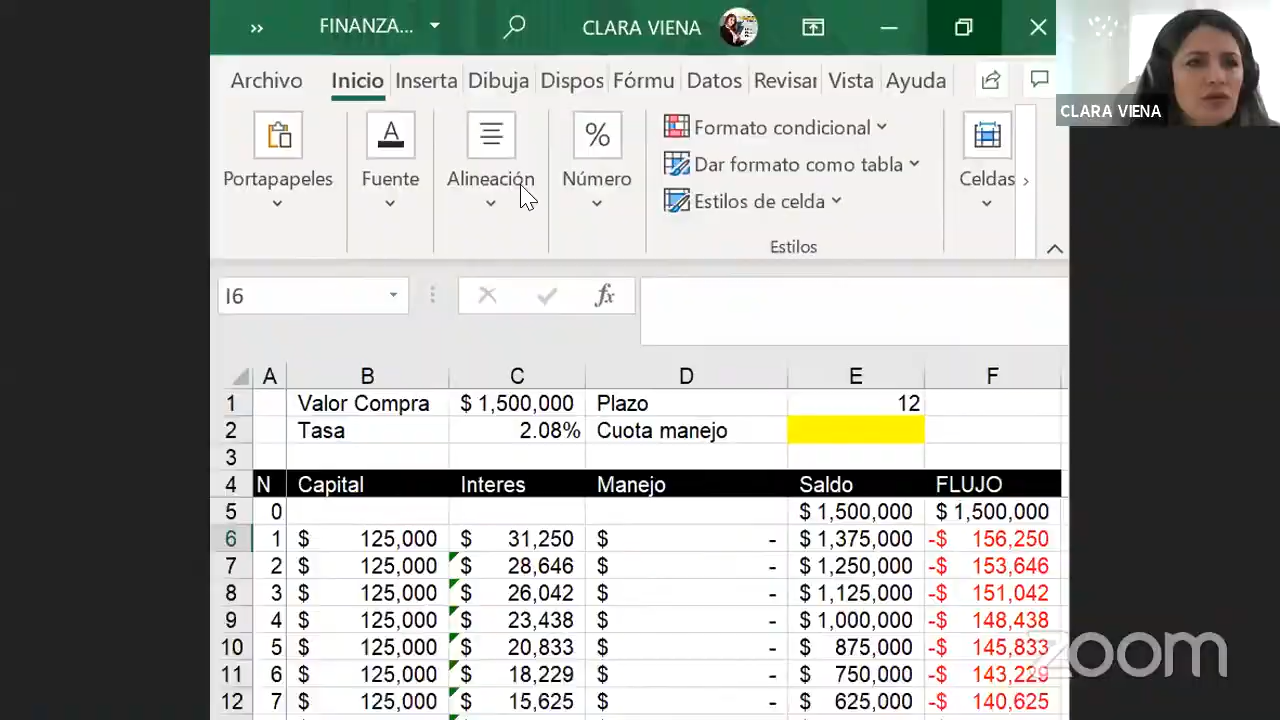 FINANZA... CLARA VIENA
CLARA VIENA
Archivo Inicio Inserta Dibuja Dispos Fórmu Datos Revisar Vista Ayuda
Formato condicional
Dar formato como tabla
Portapapeles Fuente Alineación % Número Celdas
Estilos de celda
Estilos
I6 fx
A B C D E F
1 Valor Compra $ 1,500,000 Plazo 12
2 Tasa 2.08% Cuota manejo
3
4 N Capital Interes Manejo Saldo FLUJO
5 0 $ 1,500,000 $ 1,500,000
6 1 $ 125,000 $ 31,250 $ - $ 1,375,000 -$ 156,250
7 2 $ 125,000 $ 28,646 $ - $ 1,250,000 -$ 153,646
8 3 $ 125,000 $ 26,042 $ - $ 1,125,000 -$ 151,042
9 4 $ 125,000 $ 23,438 $ - $ 1,000,000 -$ 148,438
10 5 $ 125,000 $ 20,833 $ - $ 875,000 -$ 145,833
11 6 $ 125,000 $ 18,229 $ - $ 750,000 -$ 143,229
12 7 $ 125,000 $ 15,625 $ - $ 625,000 -$ 140,625
zoom